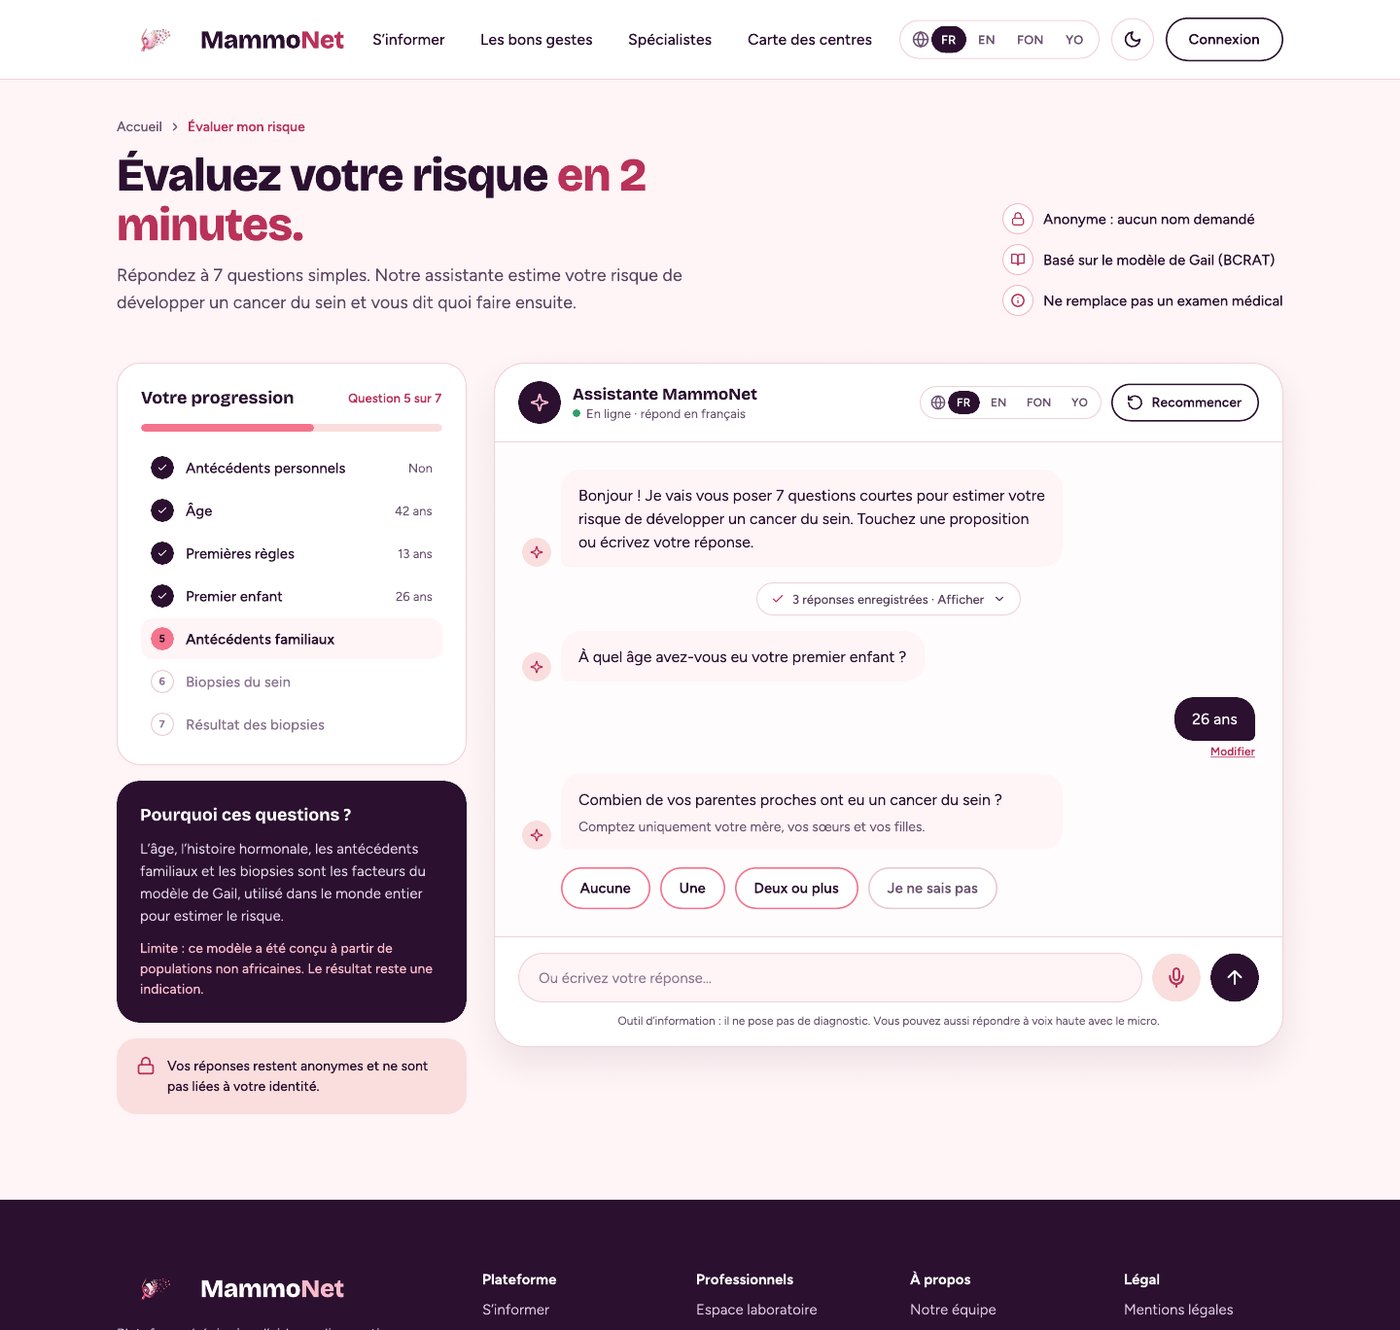 MammoNet
S’informer
Les bons gestes
Spécialistes
Carte des centres
FR
EN
FON
YO
Connexion
Accueil > Évaluer mon risque
Évaluez votre risque en 2
minutes.
Répondez à 7 questions simples. Notre assistante estime votre risque de
développer un cancer du sein et vous dit quoi faire ensuite.
Anonyme : aucun nom demandé
Basé sur le modèle de Gail (BCRAT)
Ne remplace pas un examen médical
Votre progression
Question 5 sur 7
Antécédents personnels Non
Âge 42 ans
Premières règles 13 ans
Premier enfant 26 ans
5 Antécédents familiaux
6 Biopsies du sein
7 Résultat des biopsies
Pourquoi ces questions ?
L’âge, l’histoire hormonale, les antécédents
familiaux et les biopsies sont les facteurs du
modèle de Gail, utilisé dans le monde entier
pour estimer le risque.
Limite : ce modèle a été conçu à partir de
populations non africaines. Le résultat reste une
indication.
Vos réponses restent anonymes et ne sont
pas liées à votre identité.
Assistante MammoNet
En ligne · répond en français
FR
EN
FON
YO
Recommencer
Bonjour ! Je vais vous poser 7 questions courtes pour estimer votre
risque de développer un cancer du sein. Touchez une proposition
ou écrivez votre réponse.
3 réponses enregistrées · Afficher
À quel âge avez-vous eu votre premier enfant ?
26 ans
Modifier
Combien de vos parentes proches ont eu un cancer du sein ?
Comptez uniquement votre mère, vos sœurs et vos filles.
Aucune
Une
Deux ou plus
Je ne sais pas
Ou écrivez votre réponse...
Outil d’information : il ne pose pas de diagnostic. Vous pouvez aussi répondre à voix haute avec le micro.
MammoNet
Plateforme
S’informer
Professionnels
Espace laboratoire
À propos
Notre équipe
Légal
Mentions légales